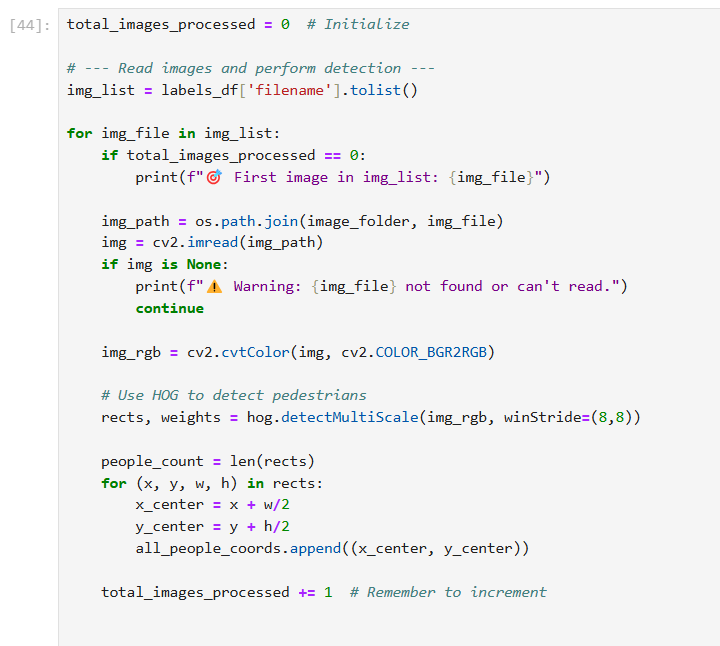 [44]:
total_images_processed = 0  # Initialize
# --- Read images and perform detection ---
img_list = labels_df['filename'].tolist()
for img_file in img_list:
    if total_images_processed == 0:
        print(f"🎯 First image in img_list: {img_file}")
    img_path = os.path.join(image_folder, img_file)
    img = cv2.imread(img_path)
    if img is None:
        print(f"⚠️ Warning: {img_file} not found or can't read.")
        continue
    img_rgb = cv2.cvtColor(img, cv2.COLOR_BGR2RGB)
    # Use HOG to detect pedestrians
    rects, weights = hog.detectMultiScale(img_rgb, winStride=(8,8))
    people_count = len(rects)
    for (x, y, w, h) in rects:
        x_center = x + w/2
        y_center = y + h/2
        all_people_coords.append((x_center, y_center))
    total_images_processed += 1  # Remember to increment